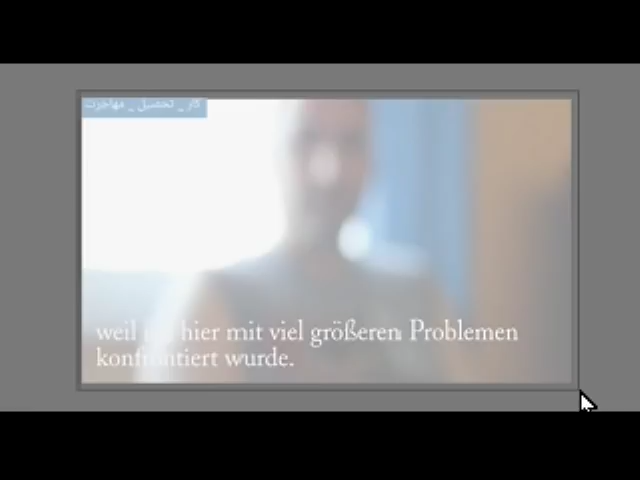 کار _ تحصیل _ مهاجرت
weil hier mit viel größeren Problemen
konfrontiert wurde.